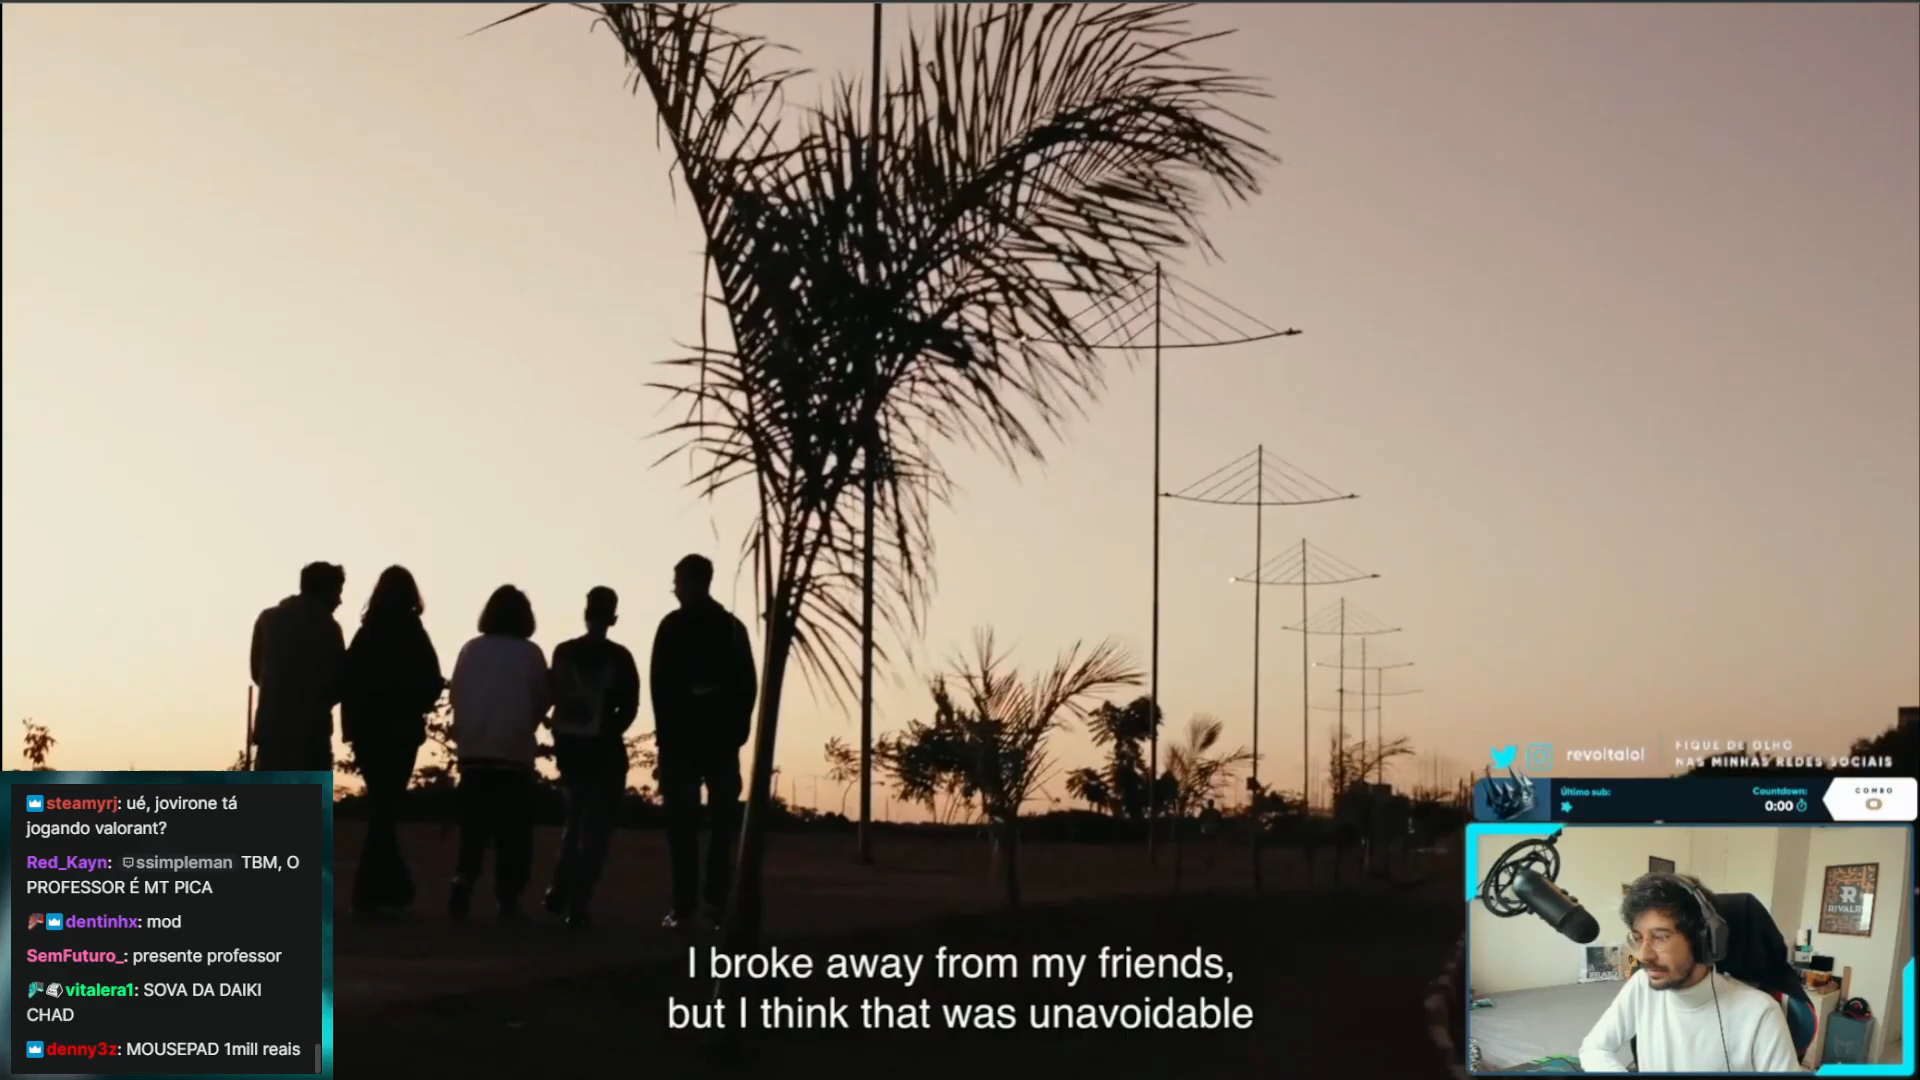 steamyrj: ué, jovirone tá
jogando valorant?
Red_Kayn: ssimpleman TBM, O
PROFESSOR É MT PICA
dentinhx: mod
SemFuturo_: presente professor
vitalera1: SOVA DA DAIKI
CHAD
denny3z: MOUSEPAD 1mill reais
I broke away from my friends,
but I think that was unavoidable
revoltalol
FIQUE DE OLHO
NAS MINHAS REDES SOCIAIS
Último sub:
Countdown:
0:00
COMBO
0
R
RIVALRY